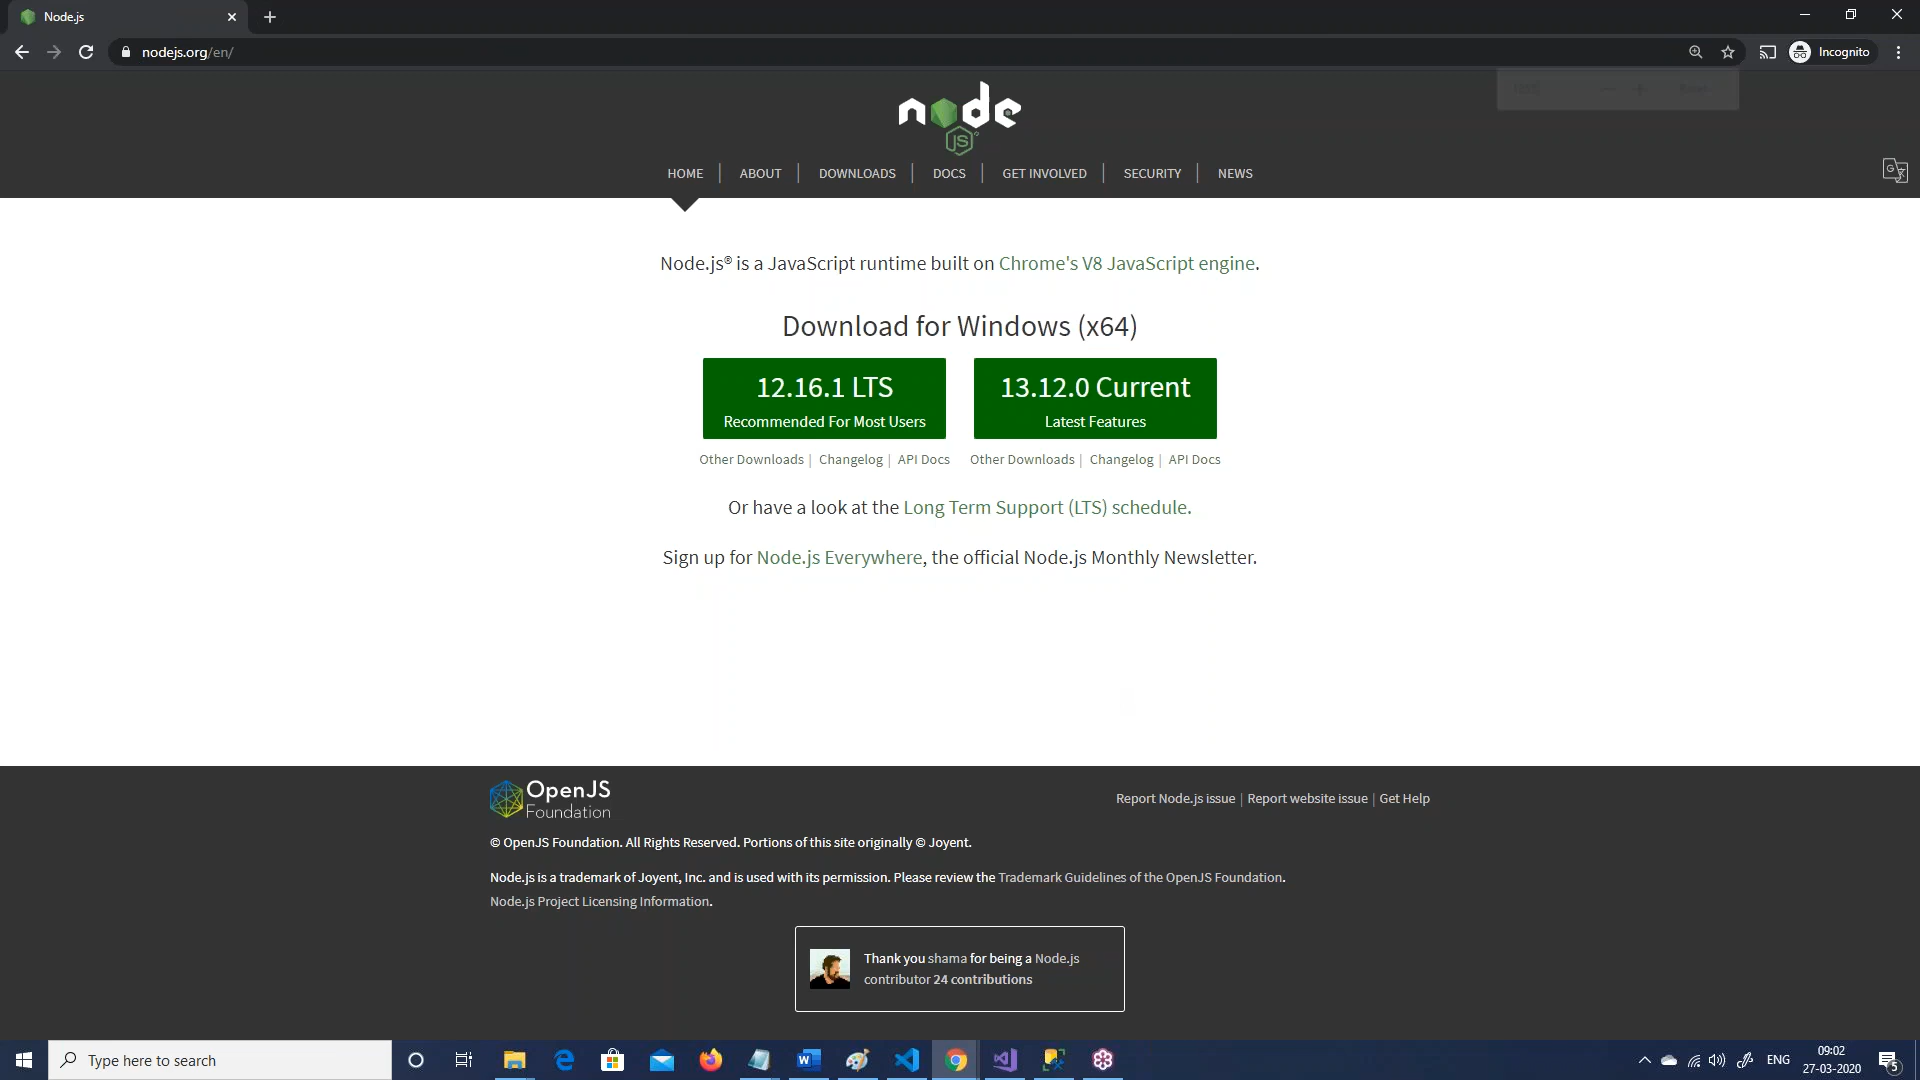 Node.js
nodejs.org/en/
Incognito
node
JS
HOME
ABOUT
DOWNLOADS
DOCS
GET INVOLVED
SECURITY
NEWS
Node.js® is a JavaScript runtime built on Chrome's V8 JavaScript engine.
Download for Windows (x64)
12.16.1 LTS
Recommended For Most Users
13.12.0 Current
Latest Features
Other Downloads | Changelog | API Docs
Other Downloads | Changelog | API Docs
Or have a look at the Long Term Support (LTS) schedule.
Sign up for Node.js Everywhere, the official Node.js Monthly Newsletter.
OpenJS
Foundation
Report Node.js issue | Report website issue | Get Help
© OpenJS Foundation. All Rights Reserved. Portions of this site originally © Joyent.
Node.js is a trademark of Joyent, Inc. and is used with its permission. Please review the Trademark Guidelines of the OpenJS Foundation.
Node.js Project Licensing Information.
Thank you shama for being a Node.js
contributor 24 contributions
Type here to search
ENG
09:02
27-03-2020
5